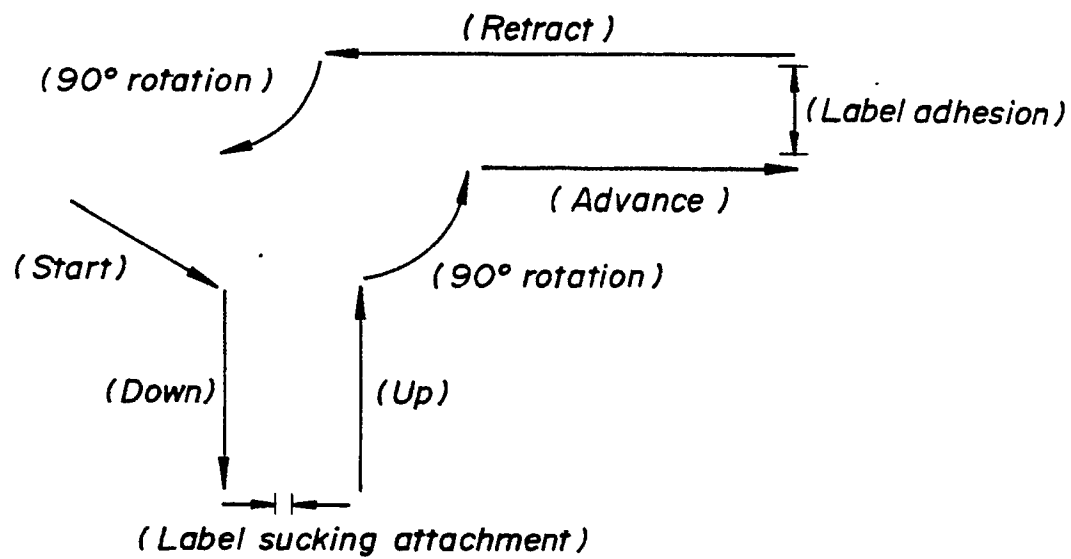 (Retract)
(90° rotation)
(Label adhesion)
(Advance)
(Start)
(90° rotation)
(Down)
(Up)
(Label sucking attachment)